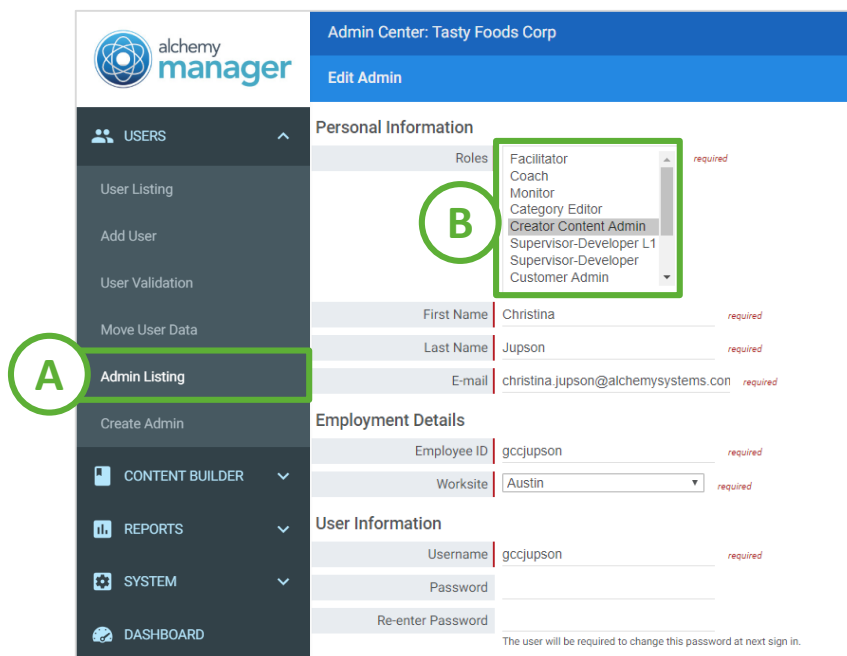 alchemy
manager
Admin Center: Tasty Foods Corp
Edit Admin
USERS
User Listing
Add User
User Validation
Move User Data
A
Admin Listing
Create Admin
CONTENT BUILDER
REPORTS
SYSTEM
DASHBOARD
Personal Information
Roles
B
Facilitator
Coach
Monitor
Category Editor
Creator Content Admin
Supervisor-Developer L1
Supervisor-Developer
Customer Admin
required
First Name Christina required
Last Name Jupson required
E-mail christina.jupson@alchemysystems.com required
Employment Details
Employee ID gccjupson required
Worksite Austin required
User Information
Username gccjupson required
Password
Re-enter Password
The user will be required to change this password at next sign in.